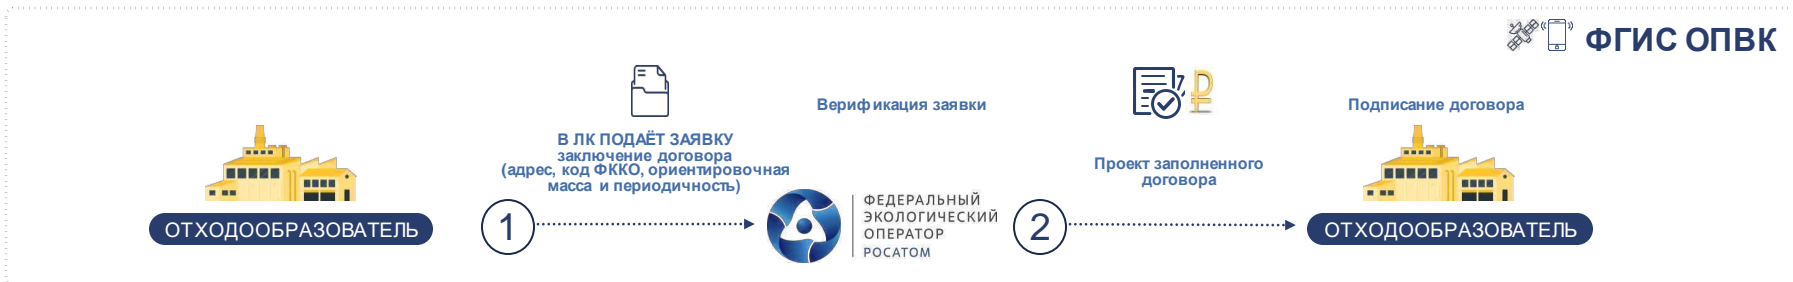 ФГИС ОПВК
В ЛК ПОДАЁТ ЗАЯВКУ
заключение договора
(адрес, код ФККО, ориентировочная
масса и периодичность)
Верификация заявки
Проект заполненного
договора
Подписание договора
ОТХОДООБРАЗОВАТЕЛЬ
1
ФЕДЕРАЛЬНЫЙ
ЭКОЛОГИЧЕСКИЙ
ОПЕРАТОР
РОСАТОМ
2
ОТХОДООБРАЗОВАТЕЛЬ